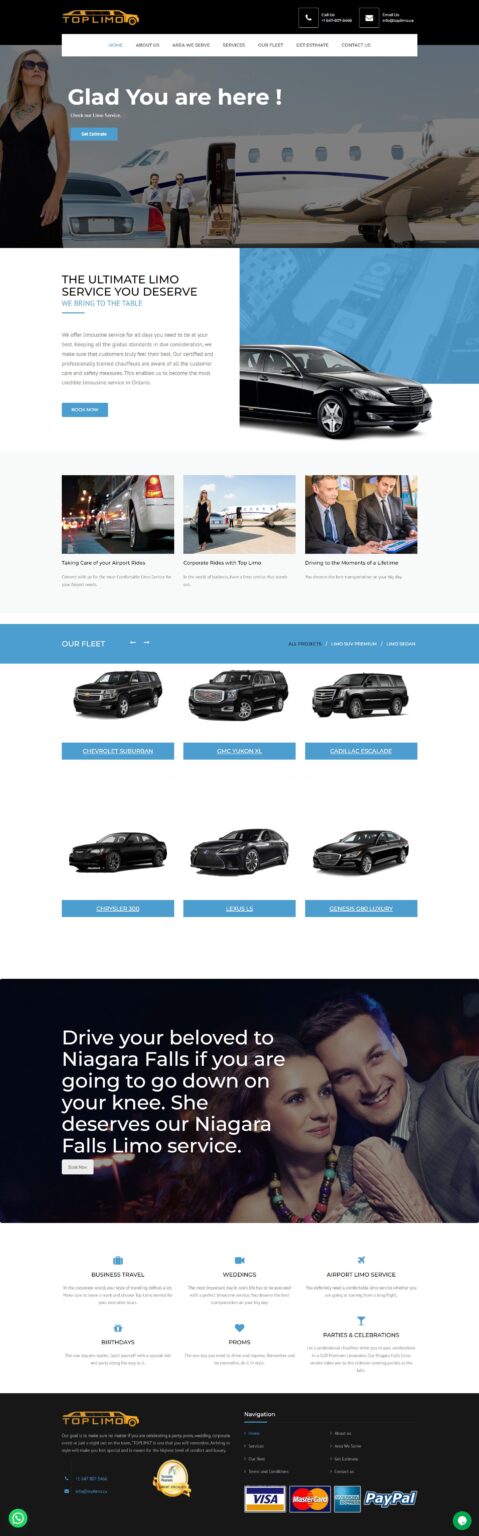 TOPLIMO
Call Us
+1 647-807-5466
Email Us
info@toplimo.ca
HOME ABOUT US AREA WE SERVE SERVICES OUR FLEET GET ESTIMATE CONTACT US
Glad You are here !
Check our Limo Service.
Get Estimate
THE ULTIMATE LIMO
SERVICE YOU DESERVE
WE BRING TO THE TABLE
We offer limousine service for all days you need to be at your
best. Keeping all the global standards in due consideration, we
make sure that customers truly feel their best. Our certified and
professionally trained chauffeurs are aware of all the customer
care and safety measures. This enables us to become the most
credible limousine service in Ontario.
BOOK NOW
Taking Care of your Airport Rides
Connect with us for the most Comfortable Limo Service for
your Airport needs.
Corporate Rides with Top Limo
In the world of business, have a limo service that stands
out.
Driving to the Moments of a Lifetime
You deserve the best transportation on your big day.
OUR FLEET
ALL PROJECTS / LIMO SUV PREMIUM / LIMO SEDAN
CHEVROLET SUBURBAN
GMC YUKON XL
CADILLAC ESCALADE
CHRYSLER 300
LEXUS LS
GENESIS G80 LUXURY
Drive your beloved to
Niagara Falls if you are
going to go down on
your knee. She
deserves our Niagara
Falls Limo service.
Book Now
BUSINESS TRAVEL
In the corporate world, your style of traveling defines a lot.
Make sure to leave a mark and choose Top Limo service for
your executive tours.
WEDDINGS
The most important day in one's life has to be enjoyed
with a perfect limousine service. You deserve the best
transportation on your big day.
AIRPORT LIMO SERVICE
You definitely need a comfortable limo service whether you
are going or coming from a long flight.
BIRTHDAYS
The one day you matter. Spoil yourself with a special ride
and party along the way to it.
PROMS
The one day you need to shine and impress. Remember and
be remember, do it in style.
PARTIES & CELEBRATIONS
Let a professional chauffeur drive you to your celebrations
in a SUV Premium Limousine. Our Niagara Falls Limo
service takes you to the ultimate exciting parties at the
falls.
TOPLIMO
Our goal is to make sure no matter if you are celebrating a party, prom, wedding, corporate
event or just a night out on the town, "TOPLIMO" is one that you will remember. Arriving in
style will make you feel special and is meant for the highest level of comfort and luxury.
+1 647 807-5466
info@toplimo.ca
Navigation
Home
About us
Services
Area We Serve
Our fleet
Get Estimate
Terms and Conditions
Contact us
VISA
MasterCard
AMERICAN EXPRESS
PayPal